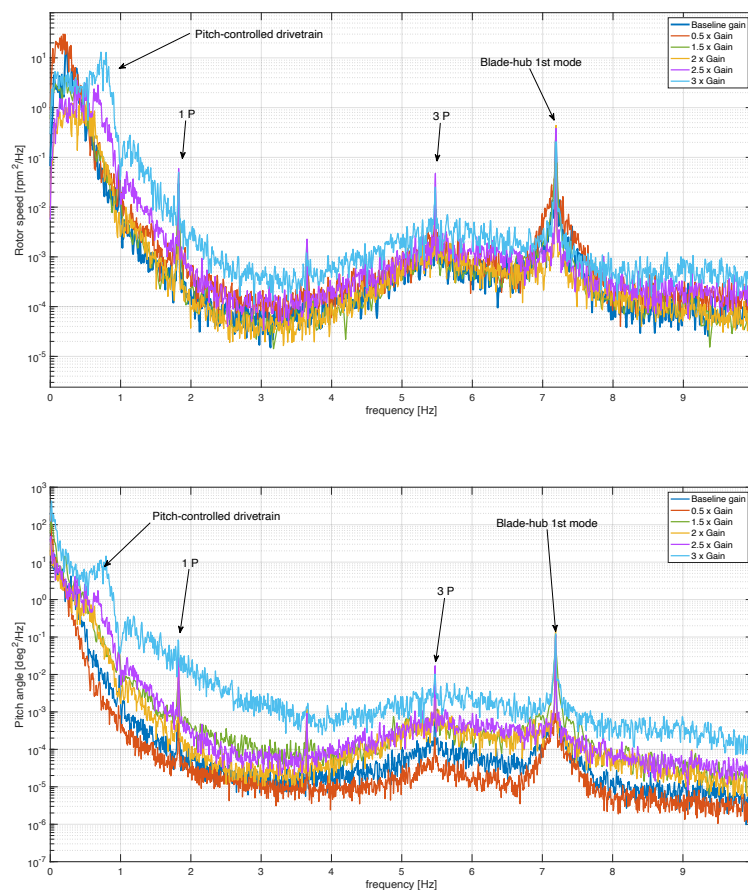 Pitch-controlled drivetrain
Blade-hub 1st mode
1 P
3 P
Baseline gain
0.5 x Gain
1.5 x Gain
2 x Gain
2.5 x Gain
3 x Gain
Rotor speed [rpm^2/Hz]
10^1
10^0
10^-1
10^-2
10^-3
10^-4
10^-5
0 1 2 3 4 5 6 7 8 9
frequency [Hz]
Pitch-controlled drivetrain
Blade-hub 1st mode
1 P
3 P
Baseline gain
0.5 x Gain
1.5 x Gain
2 x Gain
2.5 x Gain
3 x Gain
Pitch angle [deg^2/Hz]
10^3
10^2
10^1
10^0
10^-1
10^-2
10^-3
10^-4
10^-5
10^-6
10^-7
0 1 2 3 4 5 6 7 8 9
frequency [Hz]